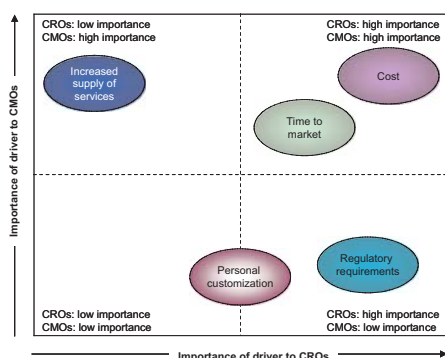 CROs: low importance
CMOs: high importance
CROs: high importance
CMOs: high importance
Increased
supply of
services
Cost
Time to
market
Importance of driver to CMOs
Personal
customization
Regulatory
requirements
CROs: low importance
CMOs: low importance
CROs: high importance
CMOs: low importance
Importance of driver to CROs